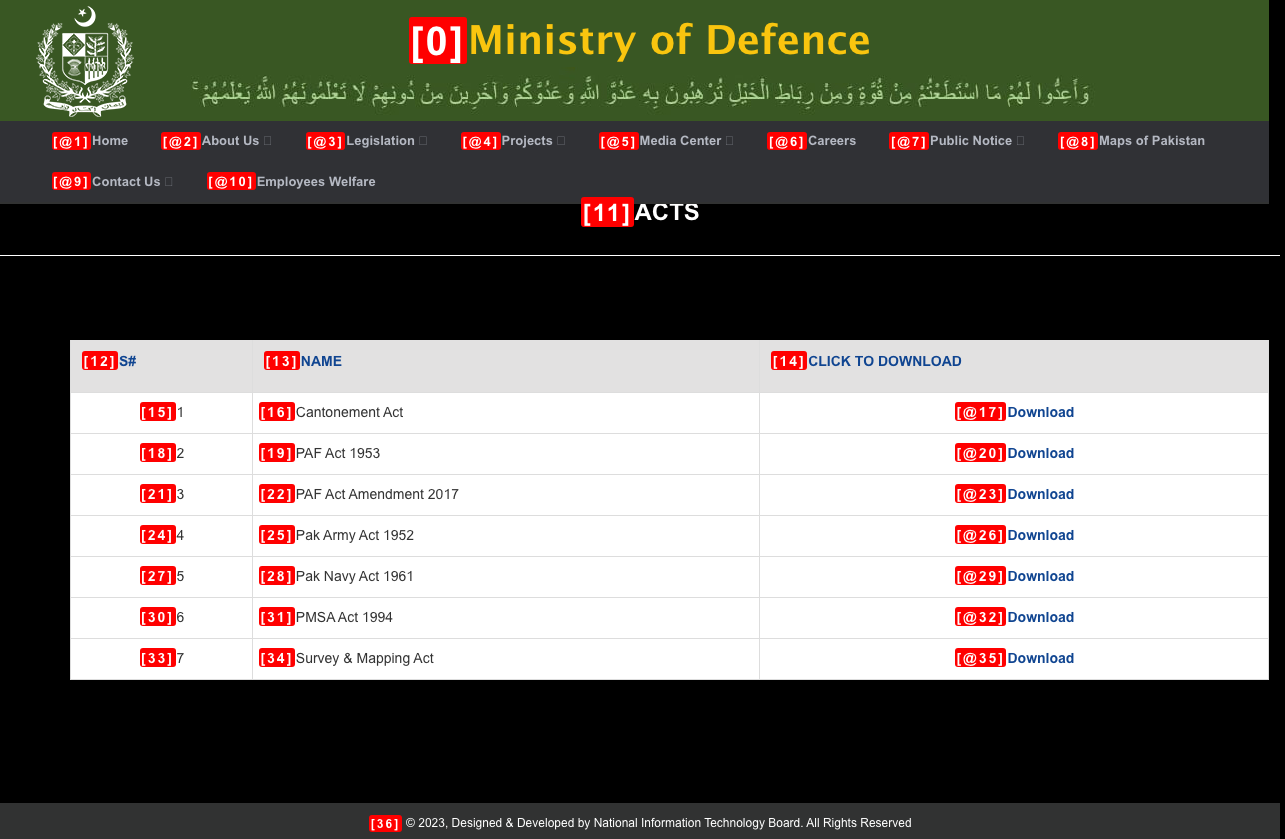 [0]Ministry of Defence
وَأَعِدُّوا لَهُمْ مَا اسْتَطَعْتُمْ مِنْ قُوَّةٍ وَمِنْ رِبَاطِ الْخَيْلِ تُرْهِبُونَ بِهِ عَدُوَّ اللَّهِ وَعَدُوَّكُمْ وَآخَرِينَ مِنْ دُونِهِمْ لَا تَعْلَمُونَهُمُ اللَّهُ يَعْلَمُهُمْ ۚ
[@1]Home [@2]About Us [@3]Legislation [@4]Projects [@5]Media Center [@6]Careers [@7]Public Notice [@8]Maps of Pakistan
[@9]Contact Us [@10]Employees Welfare
[11]ACTS
[12]S# [13]NAME [14]CLICK TO DOWNLOAD
[15]1 [16]Cantonement Act [@17]Download
[18]2 [19]PAF Act 1953 [@20]Download
[21]3 [22]PAF Act Amendment 2017 [@23]Download
[24]4 [25]Pak Army Act 1952 [@26]Download
[27]5 [28]Pak Navy Act 1961 [@29]Download
[30]6 [31]PMSA Act 1994 [@32]Download
[33]7 [34]Survey & Mapping Act [@35]Download
[36] © 2023, Designed & Developed by National Information Technology Board. All Rights Reserved